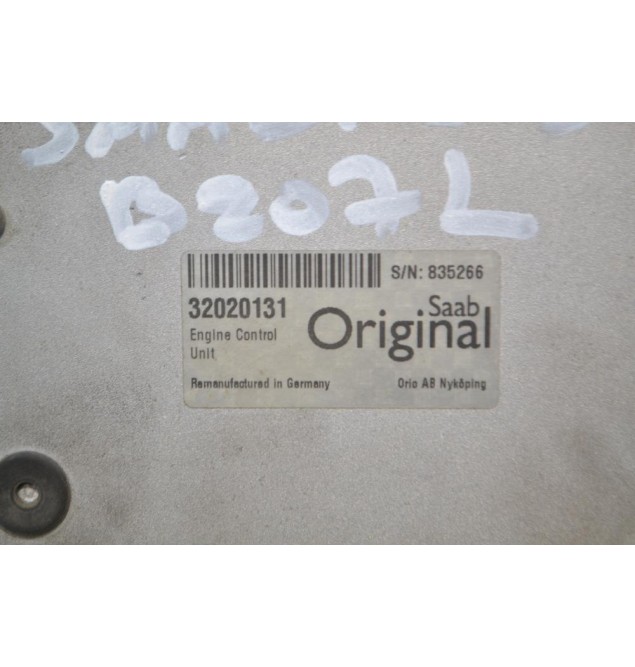 B207L
S/N: 835266
32020131
Saab
Original
Engine Control
Unit
Remanufactured in Germany
Orio AB Nyköping